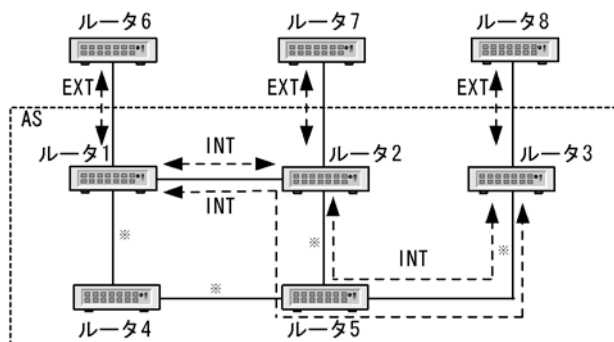 ルータ6
ルータ7
ルータ8
EXT
EXT
EXT
AS
ルータ1
INT
ルータ2
ルータ3
INT
※
※
INT
※
※
ルータ4
ルータ5